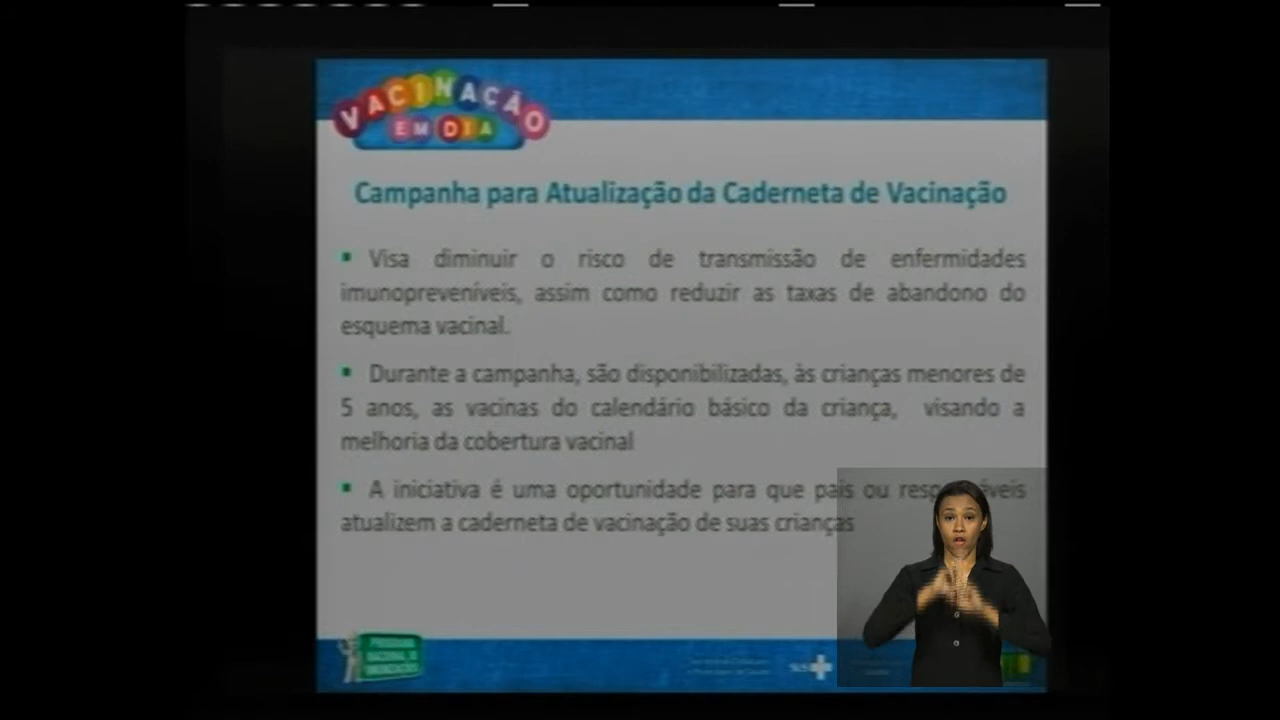 VACINAÇÃO
EM DIA
Campanha para Atualização da Caderneta de Vacinação
▪ Visa diminuir o risco de transmissão de enfermidades
imunopreveníveis, assim como reduzir as taxas de abandono do
esquema vacinal.
▪ Durante a campanha, são disponibilizadas, às crianças menores de
5 anos, as vacinas do calendário básico da criança, visando a
melhoria da cobertura vacinal
▪ A iniciativa é uma oportunidade para que pais ou responsáveis
atualizem a caderneta de vacinação de suas crianças
SUS